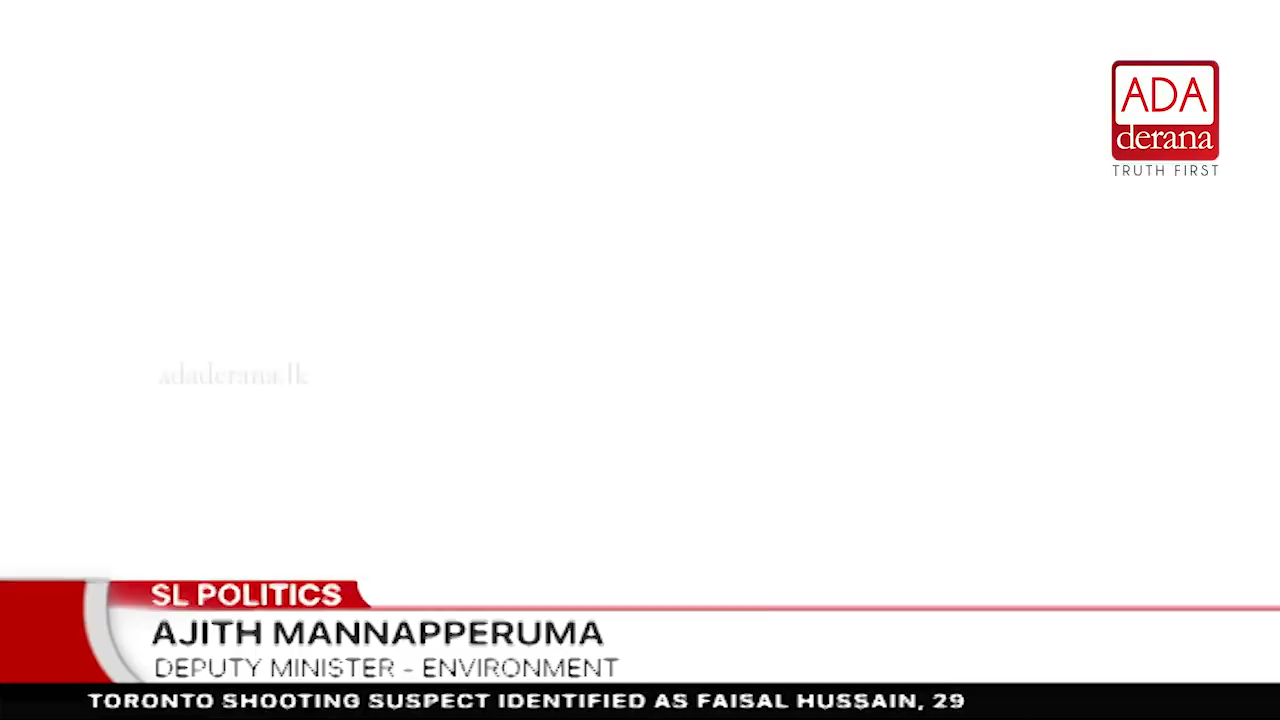 ADA
derana
TRUTH FIRST
adaderana.lk
SL POLITICS
AJITH MANNAPPERUMA
DEPUTY MINISTER - ENVIRONMENT
TORONTO SHOOTING SUSPECT IDENTIFIED AS FAISAL HUSSAIN, 29